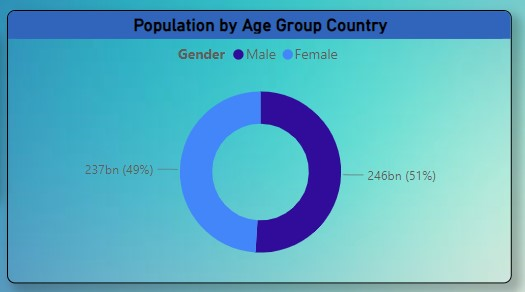 Population by Age Group Country
Gender Male Female
237bn (49%)
246bn (51%)